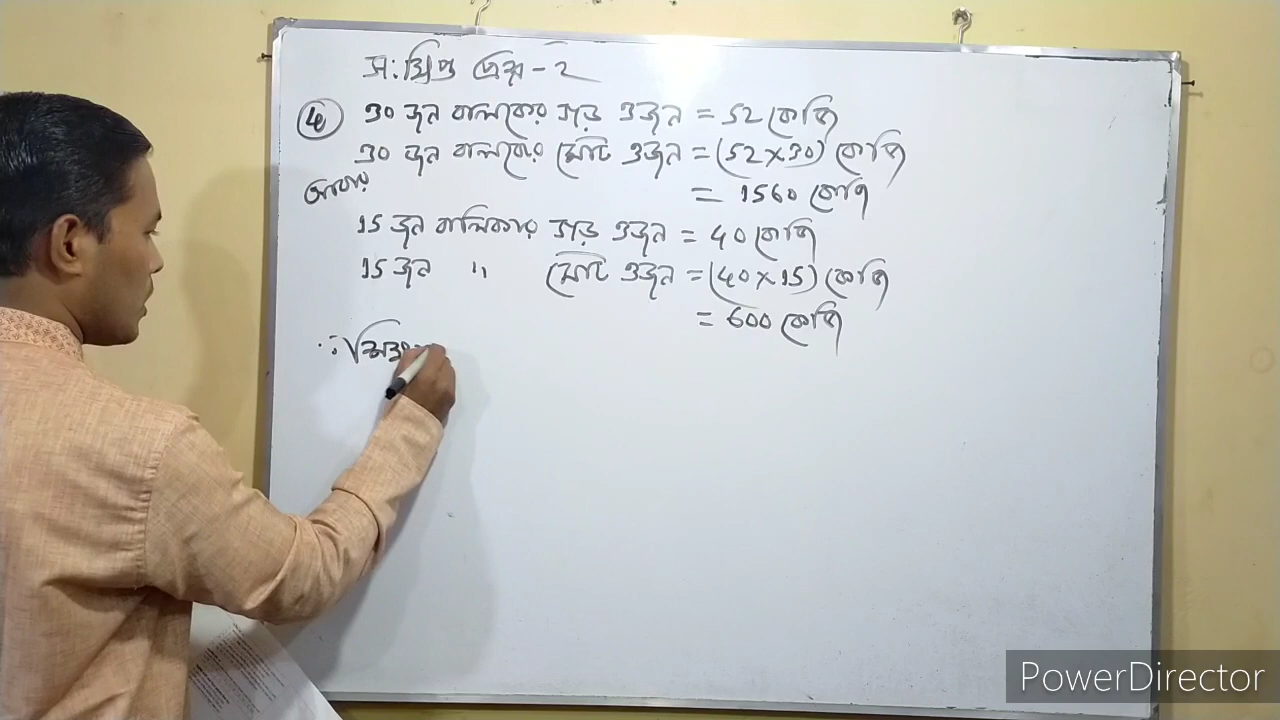 সংক্ষিপ্ত প্রশ্ন - 2
30 জন বালকের গড় ওজন = 52 কেজি
30 জন বালকের মোট ওজন = (52 × 30) কেজি
আবার
= 1560 কেজি
15 জন বালিকার গড় ওজন = 40 কেজি
15 জন " মোট ওজন = (40 × 15) কেজি
= 600 কেজি
∴
PowerDirector